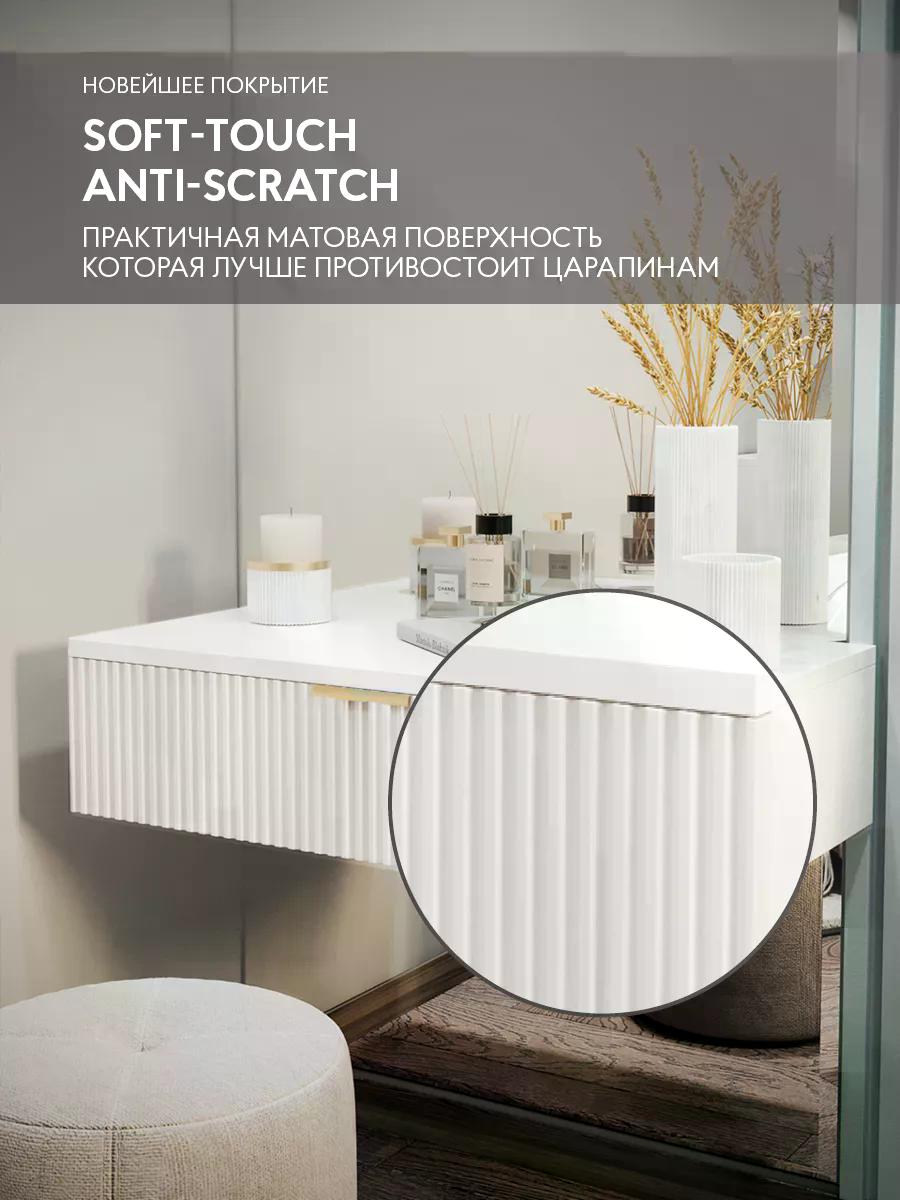 НОВЕЙШЕЕ ПОКРЫТИЕ
SOFT-TOUCH
ANTI-SCRATCH
ПРАКТИЧНАЯ МАТОВАЯ ПОВЕРХНОСТЬ
КОТОРАЯ ЛУЧШЕ ПРОТИВОСТОИТ ЦАРАПИНАМ
CHANEL